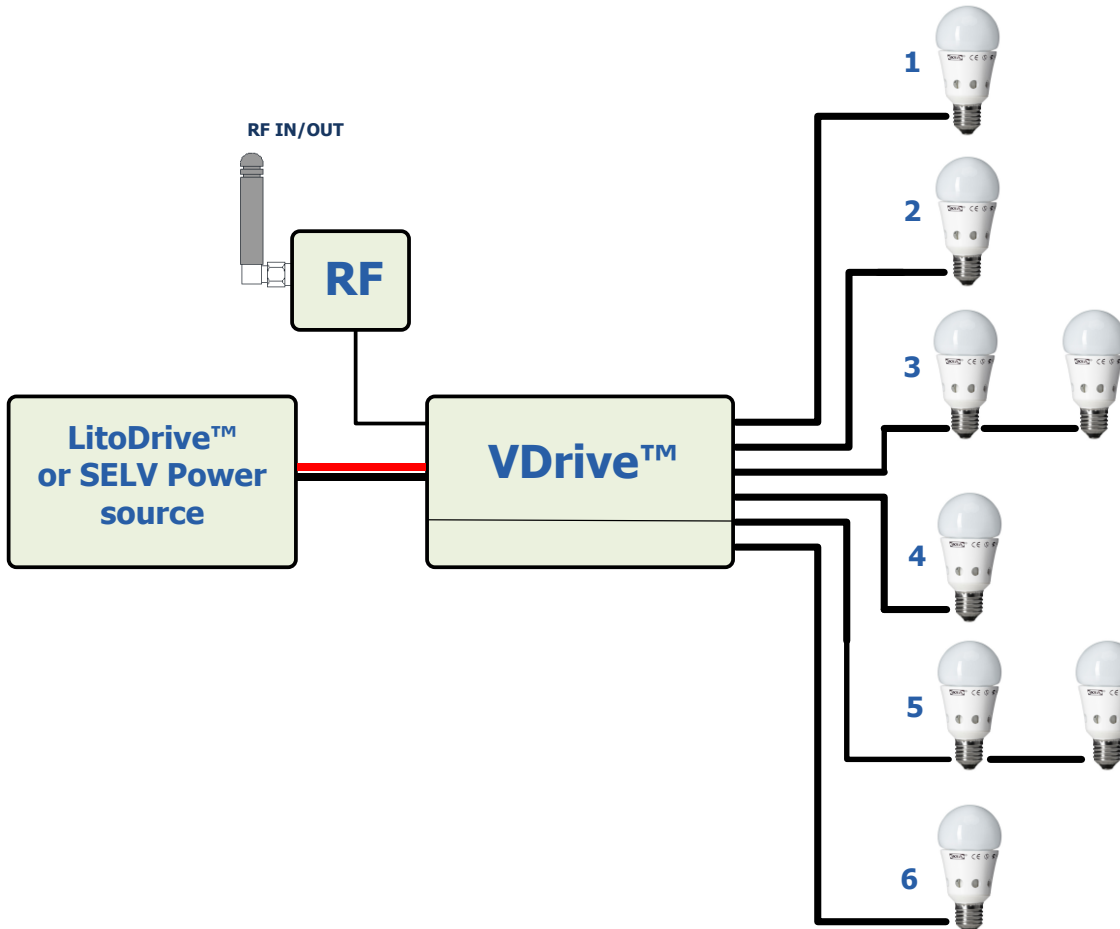 RF IN/OUT
RF
LitoDrive™
or SELV Power
source
VDrive™
1
2
3
4
5
6